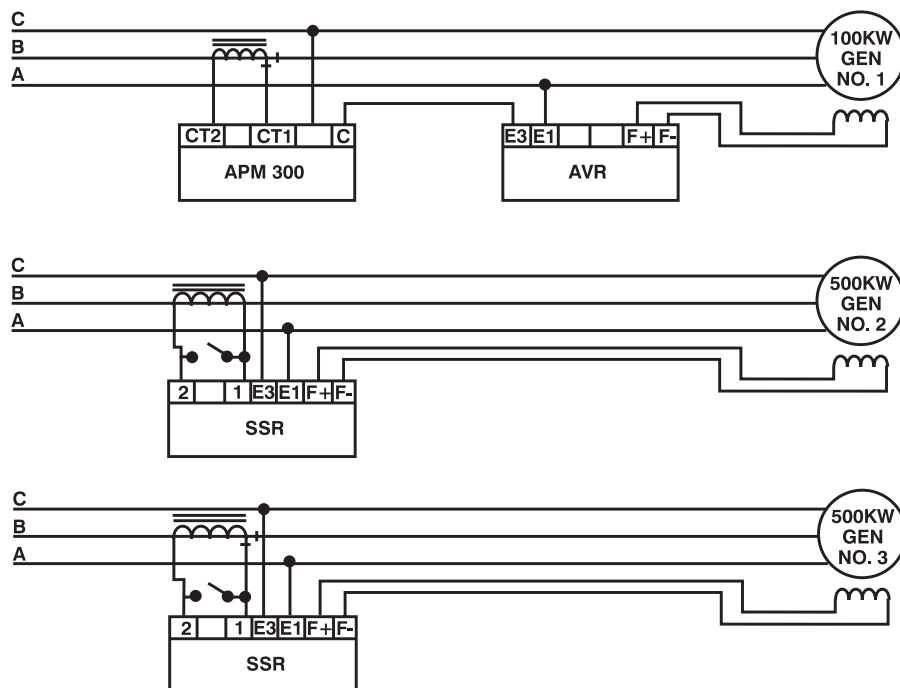 C
B
A
100KW
GEN
NO. 1
CT2 CT1 C
APM 300
E3 E1 F+ F-
AVR
C
B
A
500KW
GEN
NO. 2
2 1 E3 E1 F+ F-
SSR
C
B
A
500KW
GEN
NO. 3
2 1 E3 E1 F+ F-
SSR